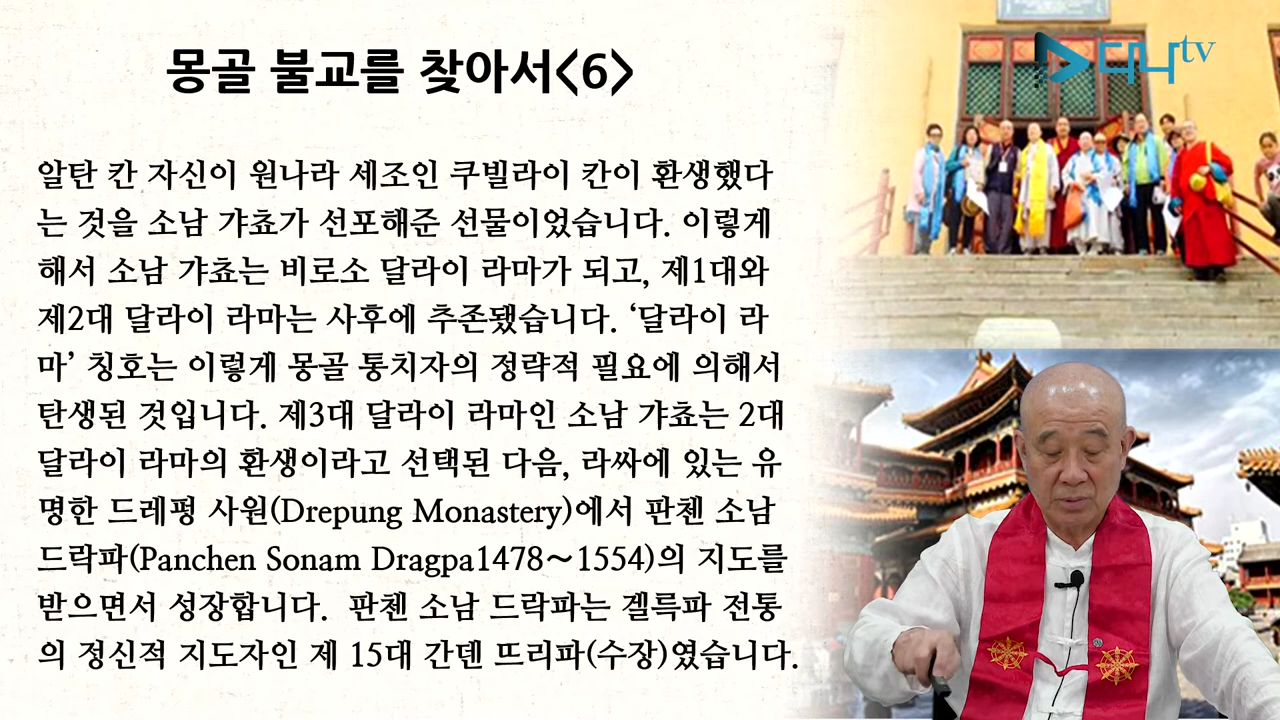 몽골 불교를 찾아서<6>
다나tv
알탄 칸 자신이 원나라 세조인 쿠빌라이 칸이 환생했다
는 것을 소남 갸쵸가 선포해준 선물이었습니다. 이렇게
해서 소남 갸쵸는 비로소 달라이 라마가 되고, 제1대와
제2대 달라이 라마는 사후에 추존됐습니다. ‘달라이 라
마’ 칭호는 이렇게 몽골 통치자의 정략적 필요에 의해서
탄생된 것입니다. 제3대 달라이 라마인 소남 갸쵸는 2대
달라이 라마의 환생이라고 선택된 다음, 라싸에 있는 유
명한 드레펑 사원(Drepung Monastery)에서 판첸 소남
드락파(Panchen Sonam Dragpa1478～1554)의 지도를
받으면서 성장합니다. 판첸 소남 드락파는 겔륵파 전통
의 정신적 지도자인 제 15대 간덴 뜨리파(수장)였습니다.